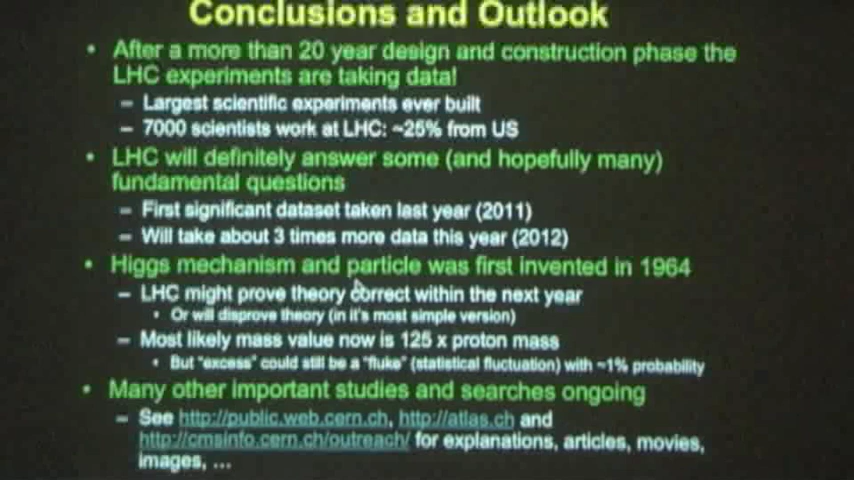 Conclusions and Outlook
• After a more than 20 year design and construction phase the
LHC experiments are taking data!
– Largest scientific experiments ever built
– 7000 scientists work at LHC: ~25% from US
• LHC will definitely answer some (and hopefully many)
fundamental questions
– First significant dataset taken last year (2011)
– Will take about 3 times more data this year (2012)
• Higgs mechanism and particle was first invented in 1964
– LHC might prove theory correct within the next year
• Or will disprove theory (in it's most simple version)
– Most likely mass value now is 125 x proton mass
• But "excess" could still be a "fluke" (statistical fluctuation) with ~1% probability
• Many other important studies and searches ongoing
– See http://public.web.cern.ch, http://atlas.ch and
http://cmsinfo.cern.ch/outreach/ for explanations, articles, movies,
images, ...